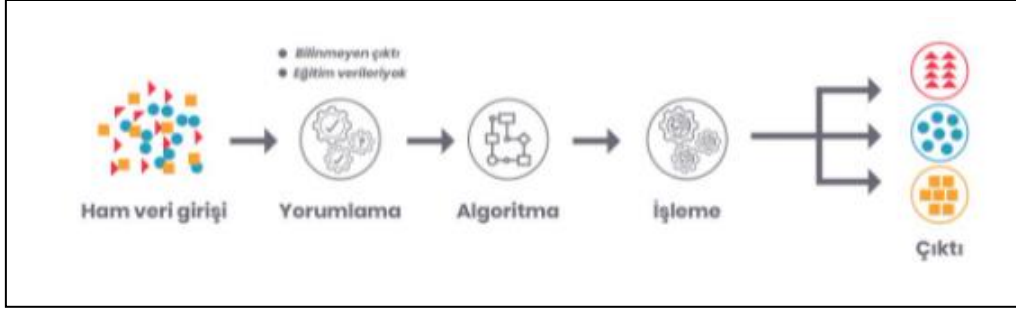 Bilinmeyen çıktı
Eğitim verileriyok
Ham veri girişi
Yorumlama
Algoritma
İşleme
Çıktı